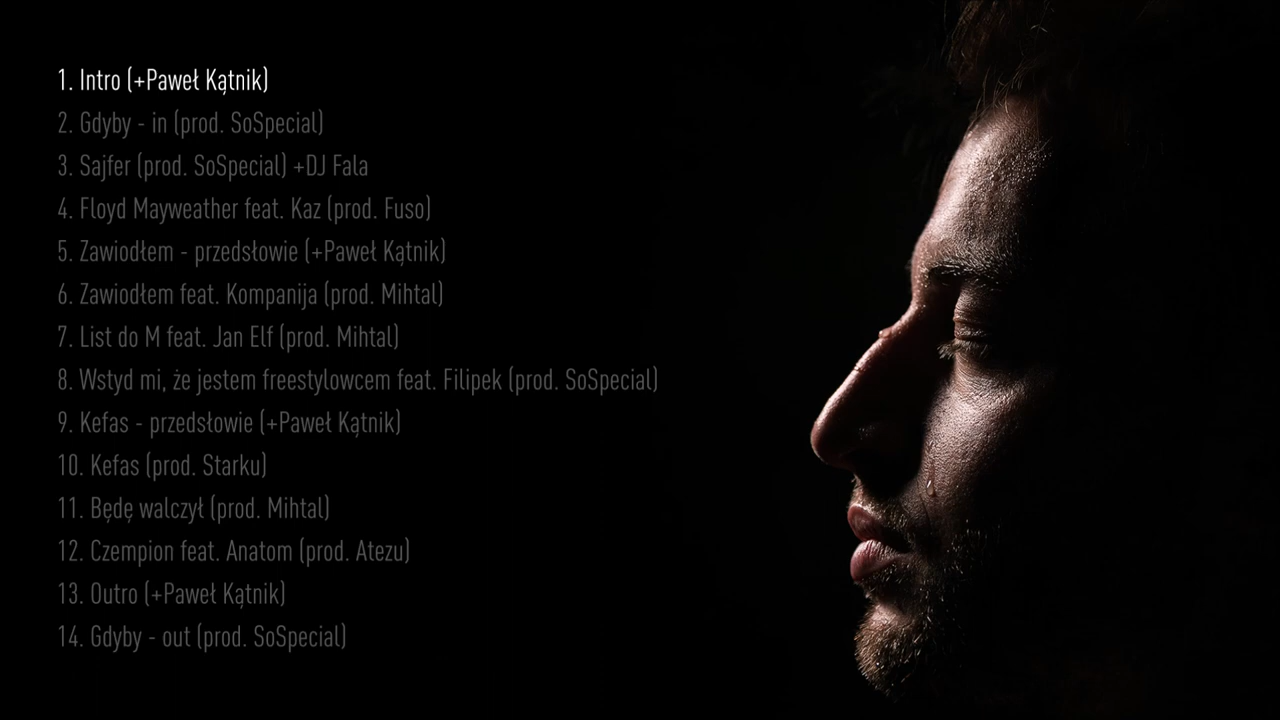 1. Intro (+Paweł Kątnik)
2. Gdyby - in (prod. SoSpecial)
3. Sajfer (prod. SoSpecial) +DJ Fala
4. Floyd Mayweather feat. Kaz (prod. Fuso)
5. Zawiodłem - przedsłowie (+Paweł Kątnik)
6. Zawiodłem feat. Kompanija (prod. Mihtal)
7. List do M feat. Jan Elf (prod. Mihtal)
8. Wstyd mi, że jestem freestylowcem feat. Filipek (prod. SoSpecial)
9. Kefas - przedsłowie (+Paweł Kątnik)
10. Kefas (prod. Starku)
11. Będę walczył (prod. Mihtal)
12. Czempion feat. Anatom (prod. Atezu)
13. Outro (+Paweł Kątnik)
14. Gdyby - out (prod. SoSpecial)